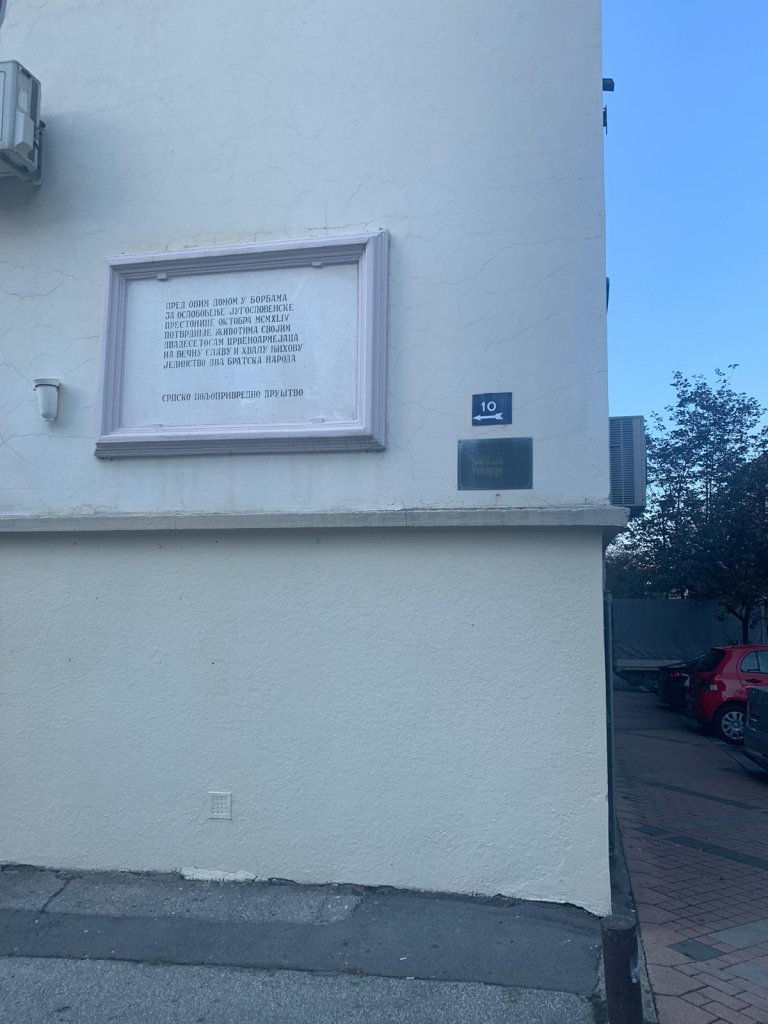 ПРЕД ОВИМ ДОМОМ У БОРБАМА
ЗА ОСЛОБОЂЕЊЕ ЈУГОСЛОВЕНСКЕ
ПРЕСТОНИЦЕ ОКТОБРА MCMXLIV
ПОТВРДИЈЕ ЖИВОТИМА СВОЈИМ
ДВАДЕСЕТОСАМ ЦРВЕНОАРМЕЈАЦА
НА ВЕЧНУ СЛАВУ И ХВАЛУ ЊИХОВУ
ЈЕДИНСТВО ДВА БРАТСКА НАРОДА
СРПСКО ПОЉОПРИВРЕДНО ДРУШТВО
10